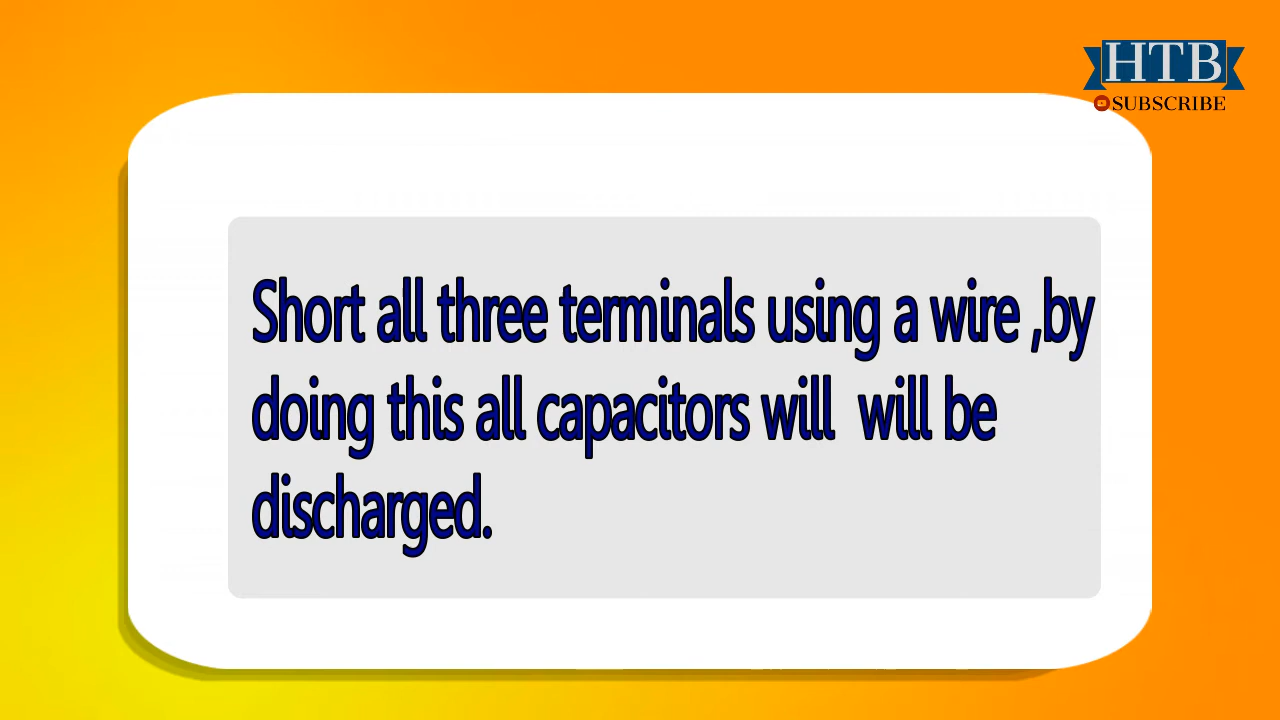 HTB
SUBSCRIBE
Short all three terminals using a wire ,by
doing this all capacitors will  will be
discharged.